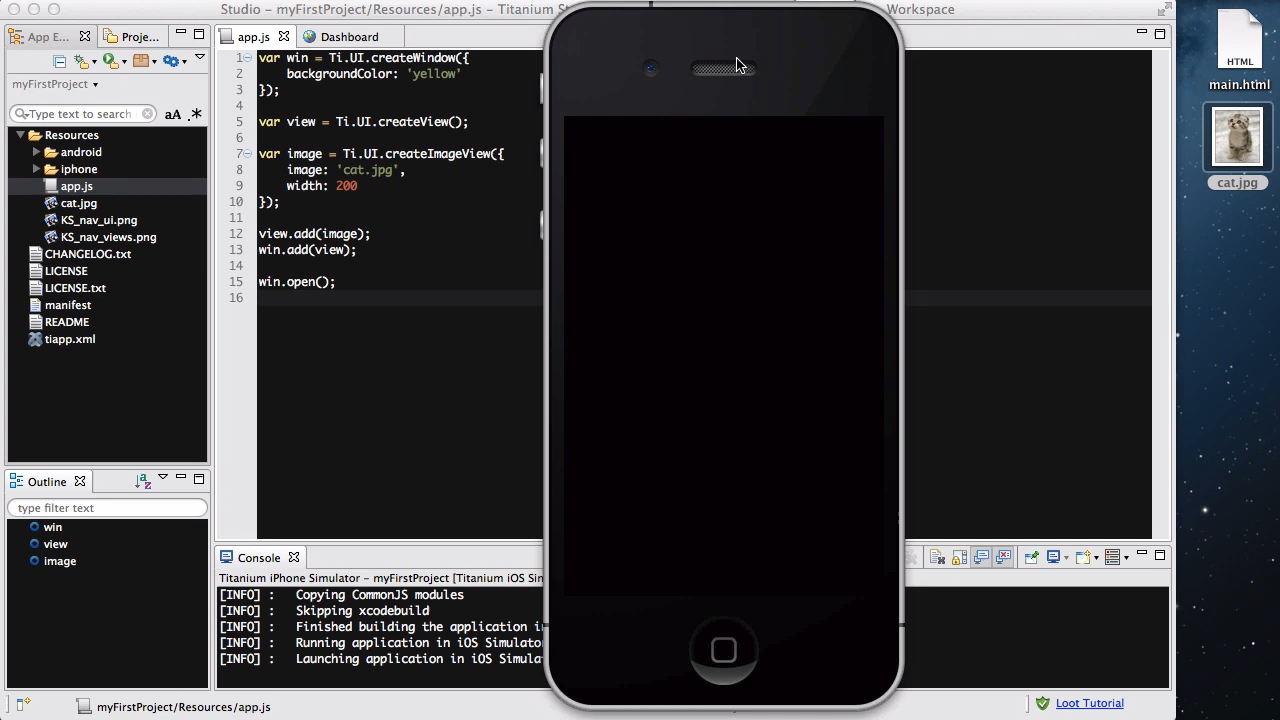 Studio – myFirstProject/Resources/app.js – Titanium St
Workspace
App E...
Proje...
app.js
Dashboard
HTML
main.html
cat.jpg
myFirstProject
Type text to search
aA .*
Resources
android
iphone
app.js
cat.jpg
KS_nav_ui.png
KS_nav_views.png
CHANGELOG.txt
LICENSE
LICENSE.txt
manifest
README
tiapp.xml
1 var win = Ti.UI.createWindow({
2 backgroundColor: 'yellow'
3 });
4
5 var view = Ti.UI.createView();
6
7 var image = Ti.UI.createImageView({
8 image: 'cat.jpg',
9 width: 200
10 });
11
12 view.add(image);
13 win.add(view);
14
15 win.open();
16
Outline
type filter text
win
view
image
Console
Titanium iPhone Simulator – myFirstProject [Titanium iOS Sin
[INFO] : Copying CommonJS modules
[INFO] : Skipping xcodebuild
[INFO] : Finished building the application in
[INFO] : Running application in iOS Simulator
[INFO] : Launching application in iOS Simula
myFirstProject/Resources/app.js
Loot Tutorial